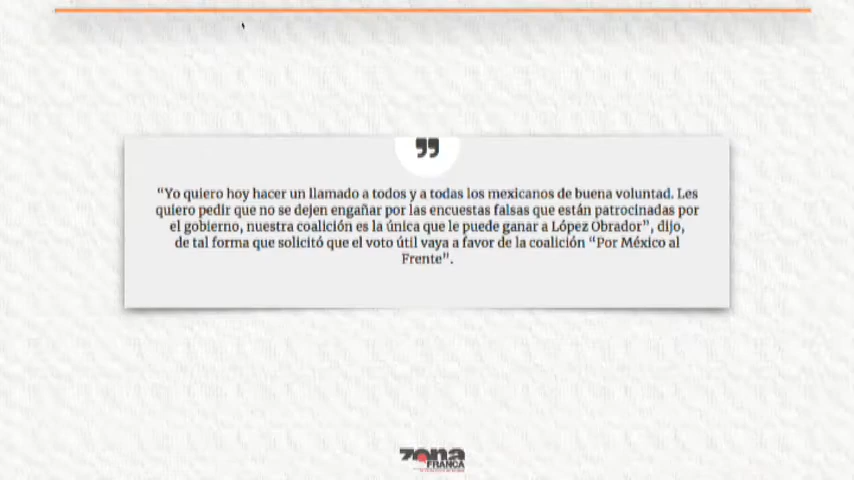 ”
“Yo quiero hoy hacer un llamado a todos y a todas los mexicanos de buena voluntad. Les
quiero pedir que no se dejen engañar por las encuestas falsas que están patrocinadas por
el gobierno, nuestra coalición es la única que le puede ganar a López Obrador”, dijo,
de tal forma que solicitó que el voto útil vaya a favor de la coalición “Por México al
Frente”.
zona
FRANCA